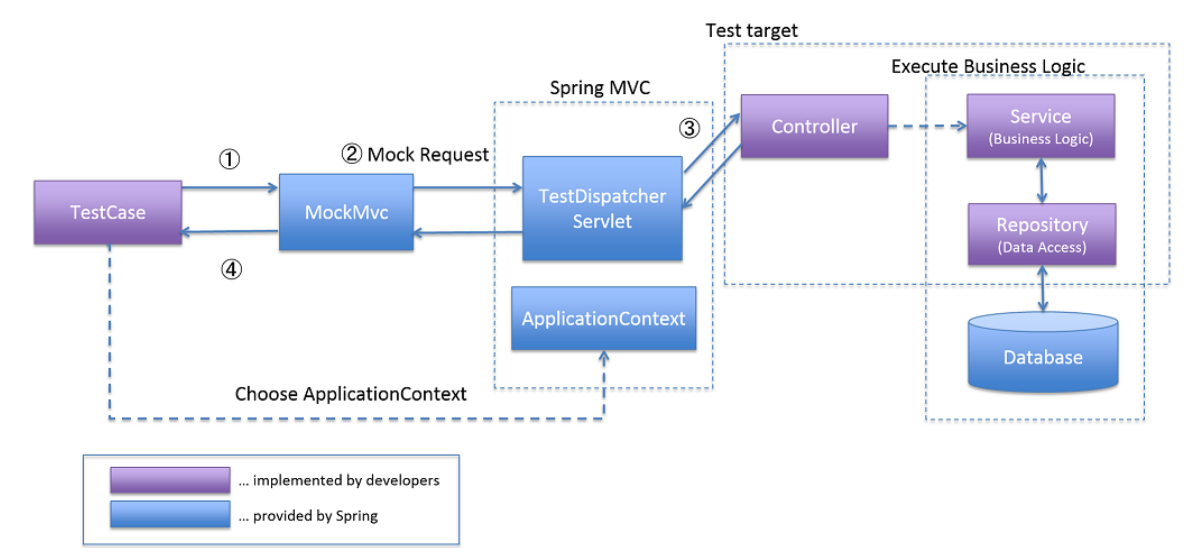 Test target
Execute Business Logic
Spring MVC
Controller
Service
(Business Logic)
③
① 
② Mock Request
TestCase
MockMvc
TestDispatcher
Servlet
Repository
(Data Access)
④
ApplicationContext
Database
Choose ApplicationContext
... implemented by developers
... provided by Spring